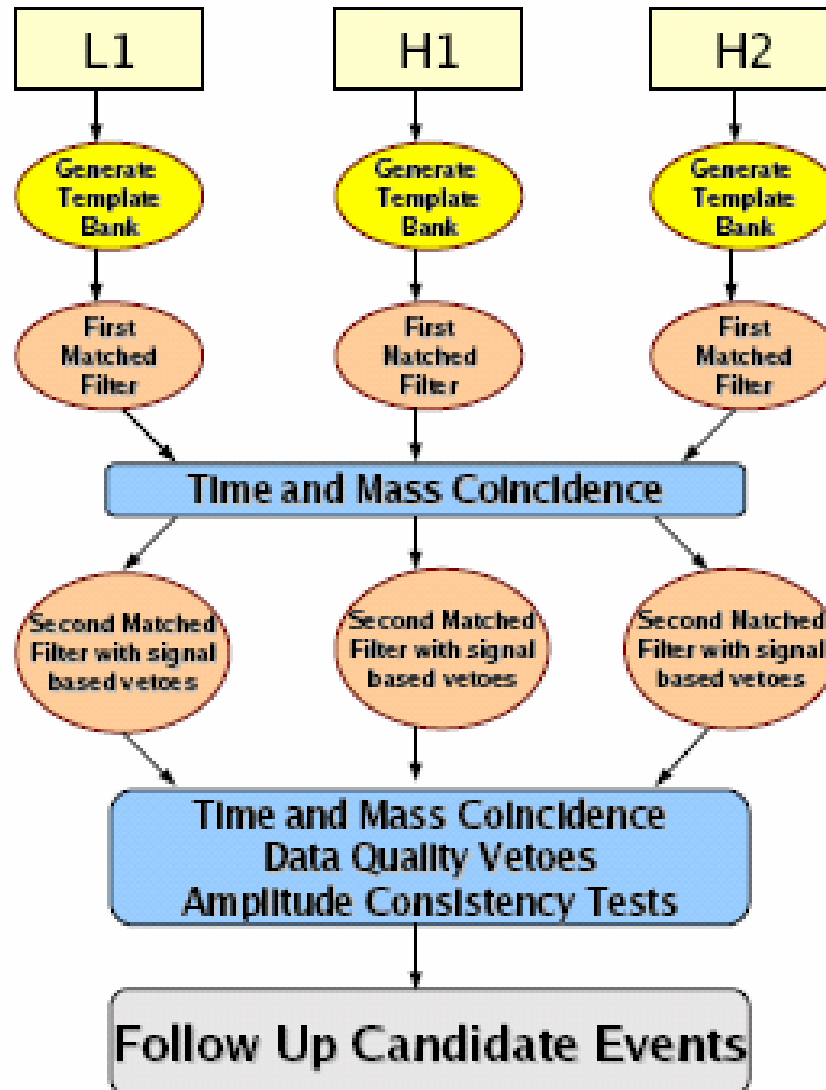 L1
H1
H2
Generate
Template
Bank
Generate
Template
Bank
Generate
Template
Bank
First
Matched
Filter
First
Natched
Filter
First
Matched
Filter
Time and Mass Coincidence
Second Matched
Filter with signal
based vetoes
Second Matched
Filter with signal
based vetoes
Second Natched
Filter with signal
based vetoes
Time and Mass Coincidence
Data Quality Vetoes
Amplitude Consistency Tests
Follow Up Candidate Events